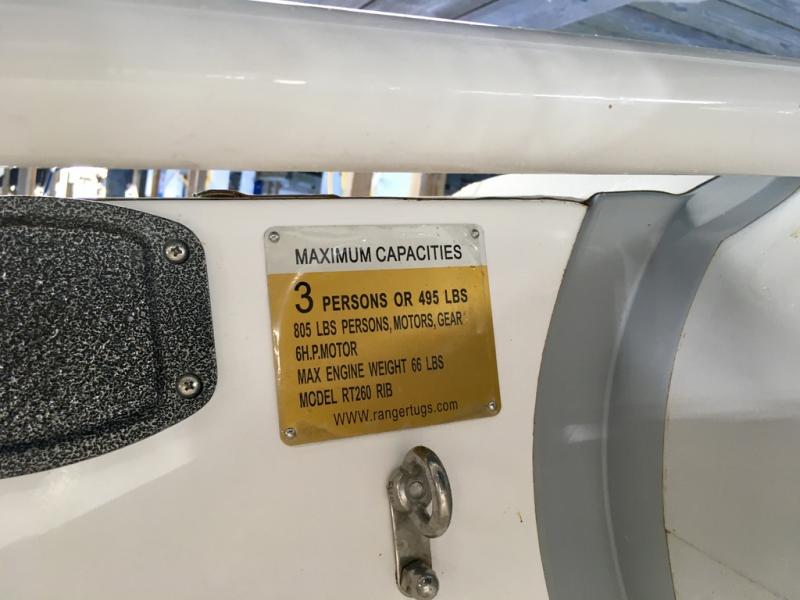 MAXIMUM CAPACITIES
3 PERSONS OR 495 LBS
805 LBS PERSONS, MOTORS, GEAR
6H.P.MOTOR
MAX ENGINE WEIGHT 66 LBS
MODEL RT260 RIB
WWW.RANGERTUGS.COM